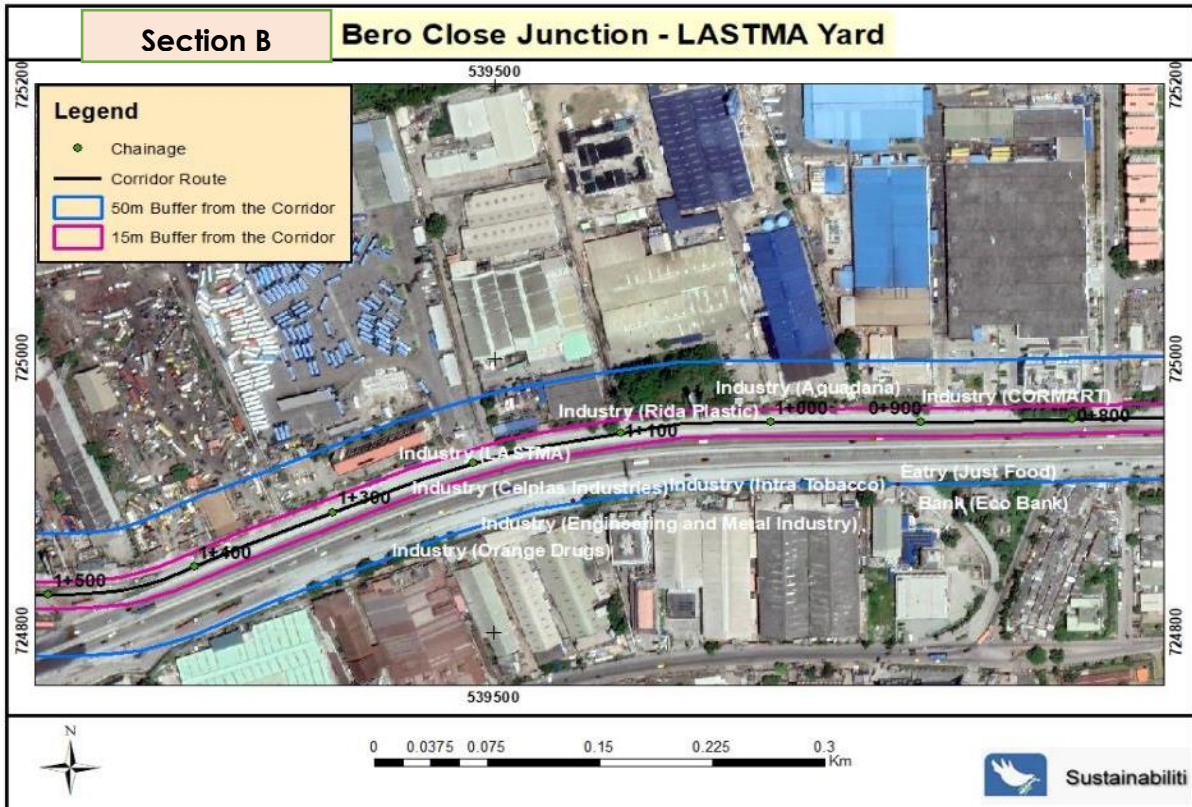 Section B
Bero Close Junction - LASTMA Yard
539500
725200
725200
Legend
Chainage
Corridor Route
50m Buffer from the Corridor
15m Buffer from the Corridor
725000
725000
Industry (Aquadana)
Industry (CORMART)
Industry (Rida Plastic)
1+000
0+900
0+800
1+100
Industry (LASTMA)
1+300
Industry (Celplas Industries)
Industry (Intra Tobacco)
Eatry (Just Food)
Bank (Eco Bank)
Industry (Engineering and Metal Industry)
Industry (Orange Drugs)
1+400
1+500
724800
724800
539500
N
0 0.0375 0.075 0.15 0.225 0.3
Km
Sustainabiliti